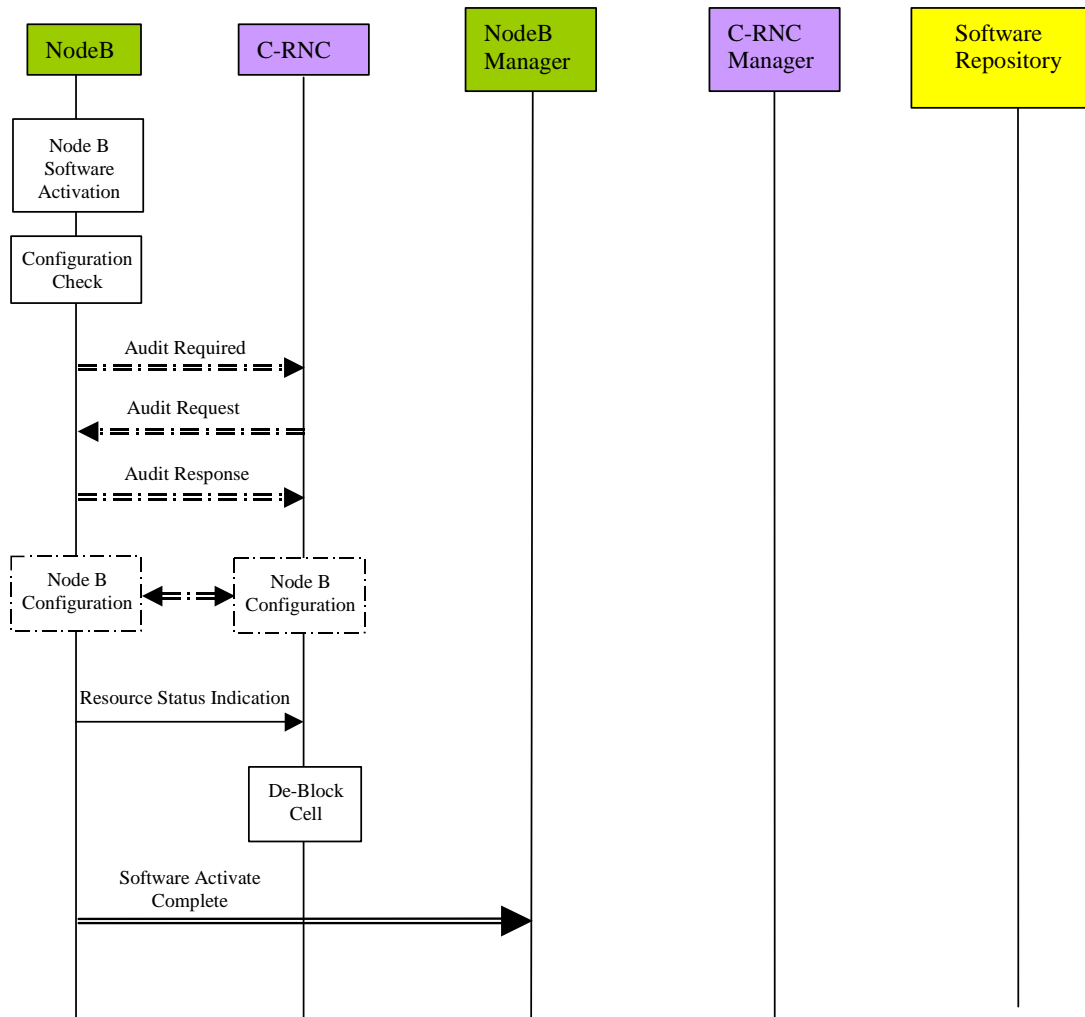 NodeB
C-RNC
NodeB
Manager
C-RNC
Manager
Software
Repository
Node B
Software
Activation
Configuration
Check
Audit Required
Audit Request
Audit Response
Node B
Configuration
Node B
Configuration
Resource Status Indication
De-Block
Cell
Software Activate
Complete